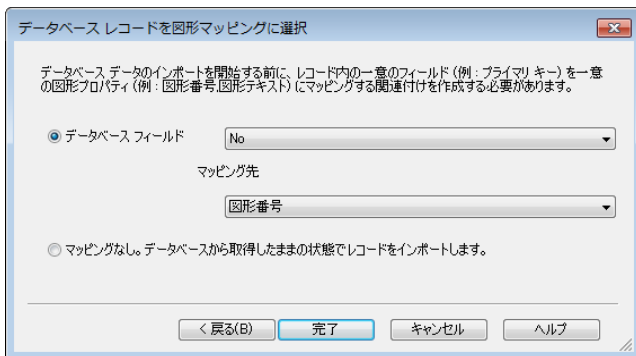 データベース レコードを図形マッピングに選択
データベース データのインポートを開始する前に、レコード内の一意のフィールド (例 : プライマリ キー) を一意
の図形プロパティ (例 : 図形番号,図形テキスト) にマッピングする関連付けを作成する必要があります。
データベース フィールド
No
マッピング先
図形番号
マッピングなし。データベースから取得したままの状態でレコードをインポートします。
< 戻る(B)
完了
キャンセル
ヘルプ